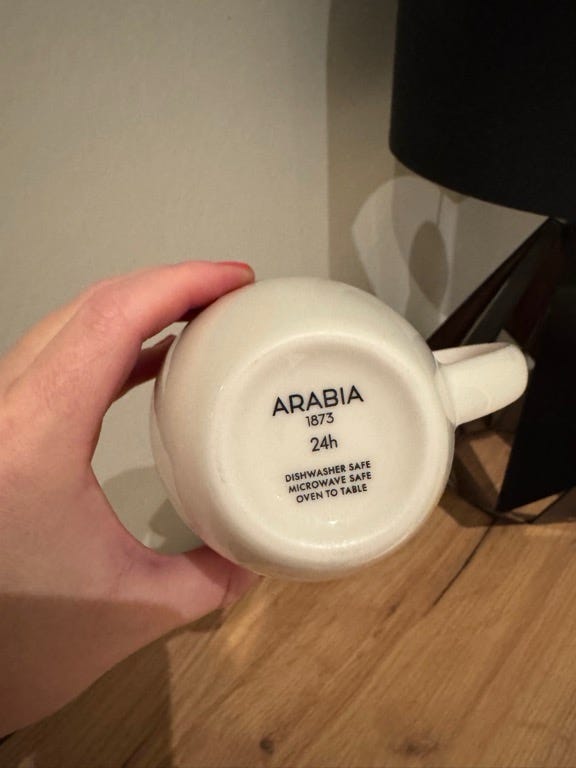 ARABIA
1873
24h
DISHWASHER SAFE
MICROWAVE SAFE
OVEN TO TABLE